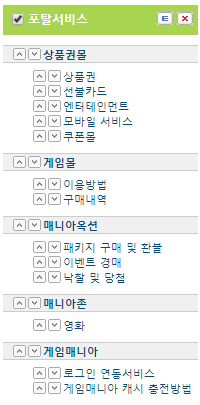 포탈서비스 E
상품권몰
상품권
선불카드
엔터테인먼트
모바일 서비스
쿠폰몰
게임몰
이용방법
구매내역
매니아옥션
패키지 구매 및 환불
이벤트 경매
낙찰 및 당첨
매니아존
영화
게임매니아
로그인 연동서비스
게임매니아 캐시 충전방법